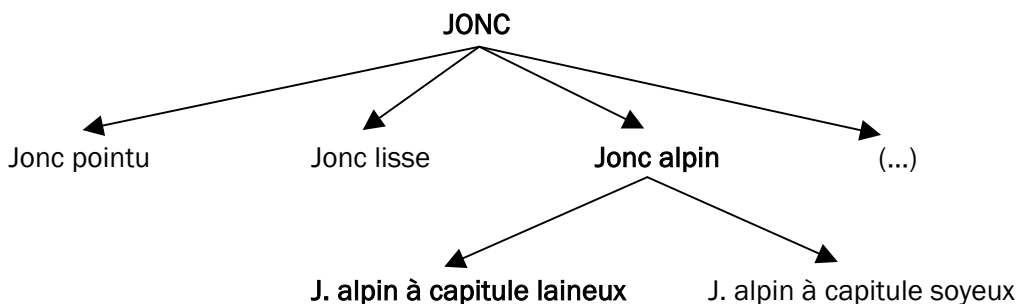 JONC
Jonc pointu Jonc lisse Jonc alpin (...)
J. alpin à capitule laineux J. alpin à capitule soyeux